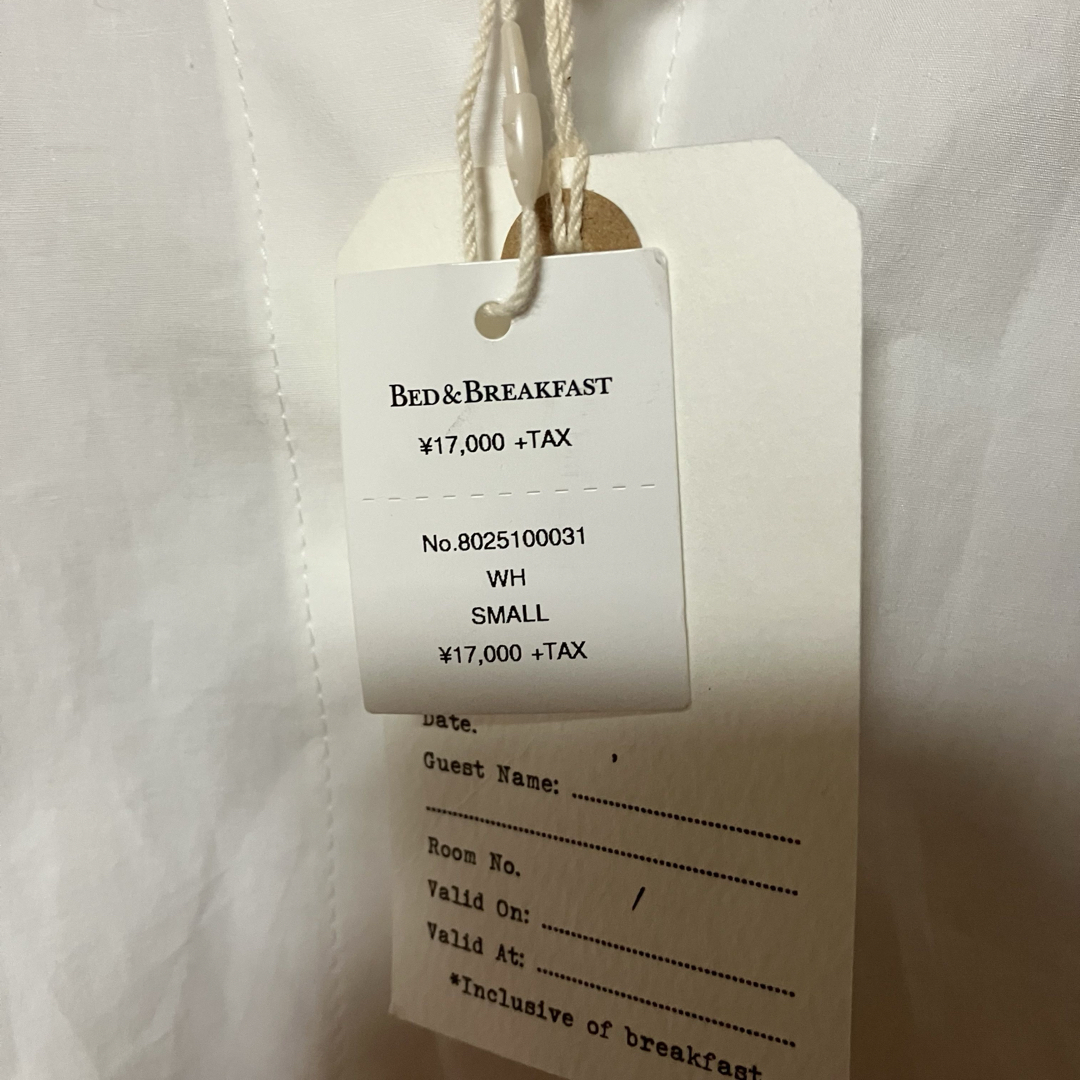 BED&BREAKFAST
¥17,000 +TAX
No.8025100031
WH
SMALL
¥17,000 +TAX
Date.
Guest Name:
Room No.
Valid On:
Valid At:
*Inclusive of breakfast